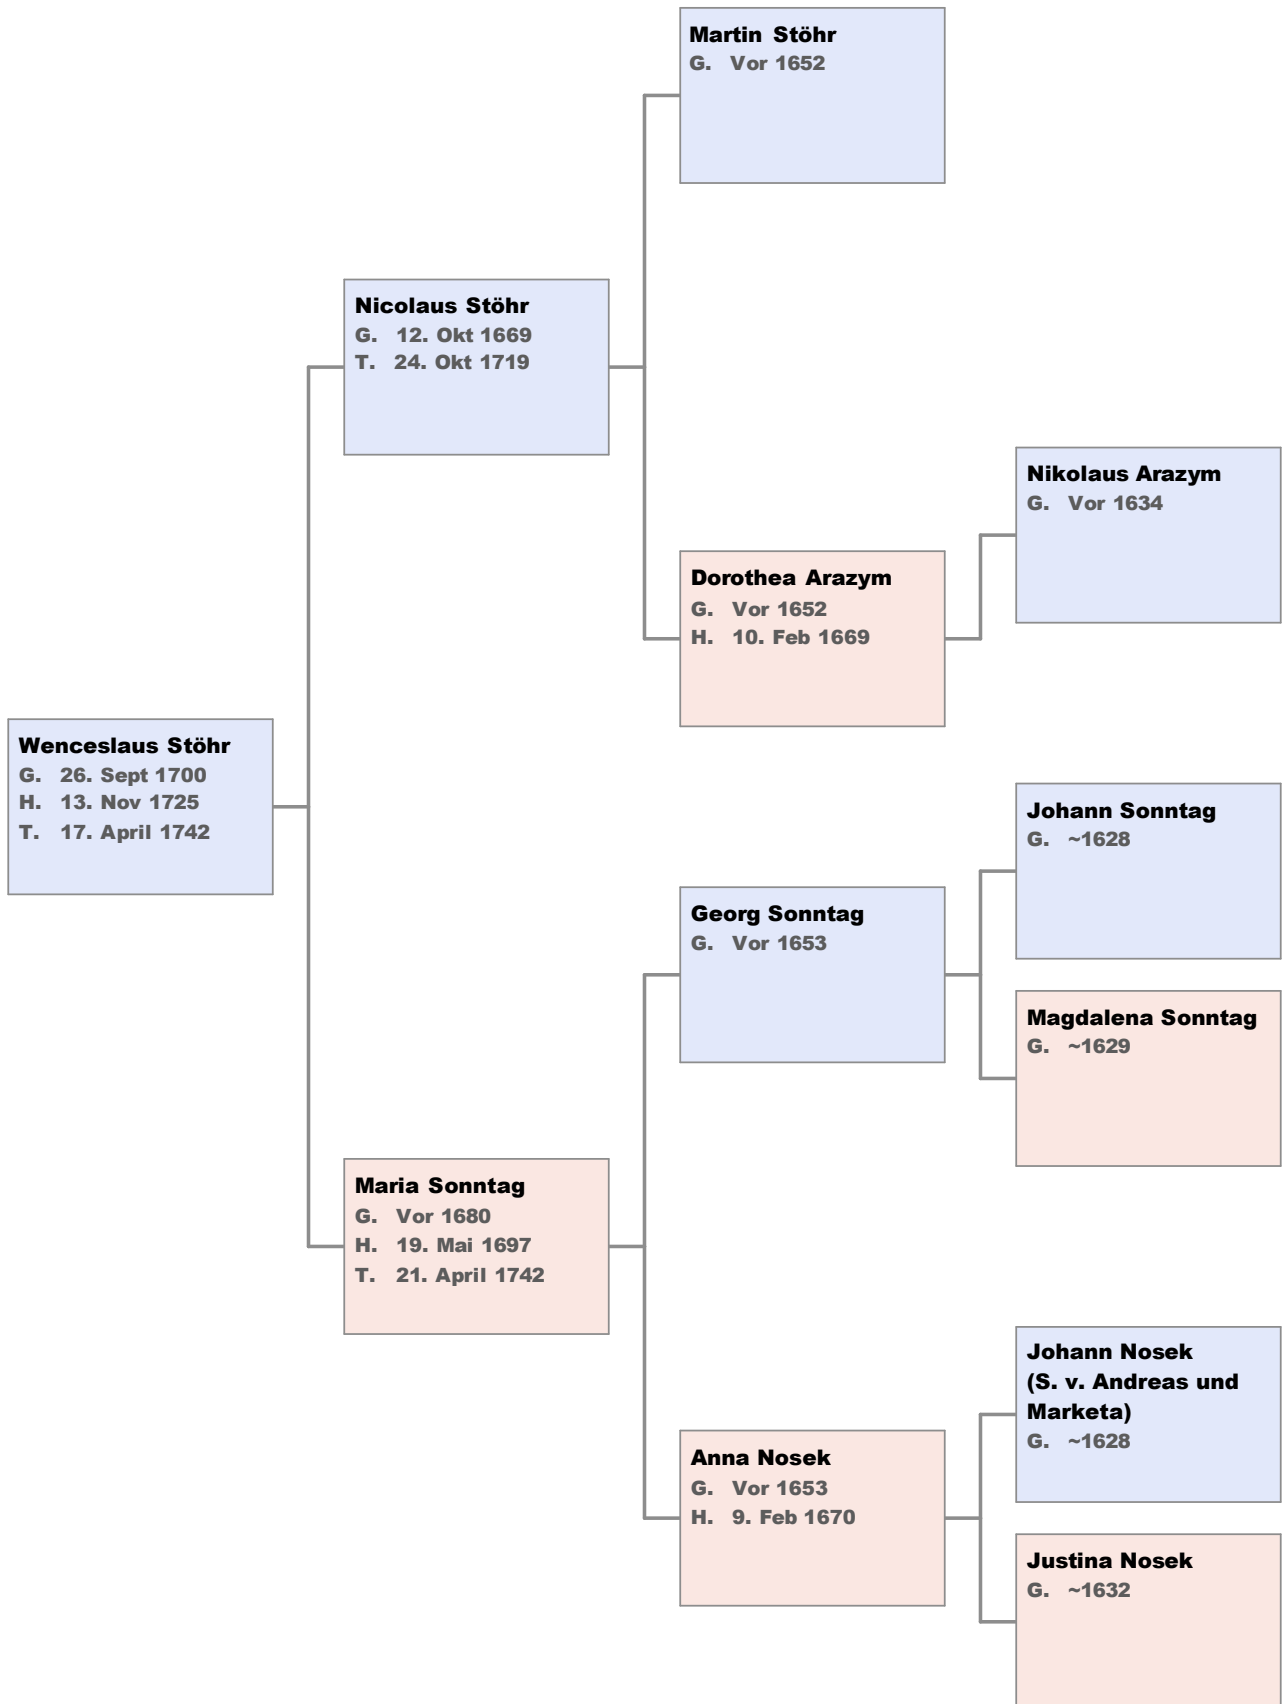 Martin Stöhr
G. Vor 1652
Nicolaus Stöhr
G. 12. Okt 1669
T. 24. Okt 1719
Nikolaus Arazym
G. Vor 1634
Dorothea Arazym
G. Vor 1652
H. 10. Feb 1669
Wenceslaus Stöhr
G. 26. Sept 1700
H. 13. Nov 1725
T. 17. April 1742
Johann Sonntag
G. ~1628
Georg Sonntag
G. Vor 1653
Magdalena Sonntag
G. ~1629
Maria Sonntag
G. Vor 1680
H. 19. Mai 1697
T. 21. April 1742
Johann Nosek
(S. v. Andreas und
Marketa)
G. ~1628
Anna Nosek
G. Vor 1653
H. 9. Feb 1670
Justina Nosek
G. ~1632